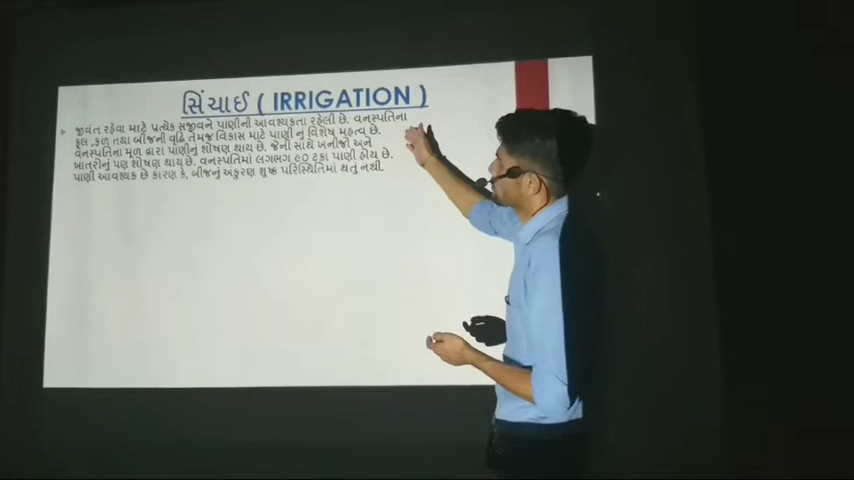 સિંચાઈ ( IRRIGATION )
જીવંત રહેવા માટે પ્રત્યેક સજીવને પાણીની આવશ્યકતા રહેલી છે. વનસ્પતિના
ફૂલ ,ફળ તથા બીજની વૃદ્ધિ તેમજ વિકાસ માટે પાણી નું વિશેષ મહત્વ છે.
વનસ્પતિના મૂળ દ્વારા પાણીનું શોષણ થાય છે. જેની સાથે ખનીજો અને
ખાતરોનું પણ શોષણ થાય છે. વનસ્પતિમાં લગભગ ૯૦ ટકા પાણી હોય છે.
પાણી આવશ્યક છે કારણ કે, બીજનું અંકુરણ શુષ્ક પરિસ્થિતિમાં થતું નથી.